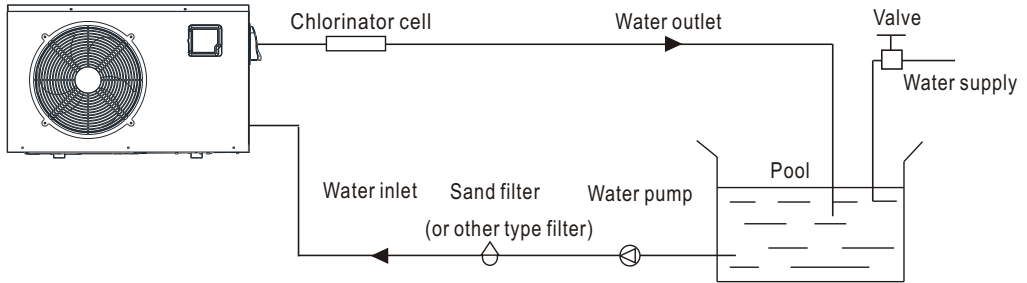 Chlorinator cell
Water outlet
Valve
Water supply
Pool
Water inlet
Sand filter
(or other type filter)
Water pump